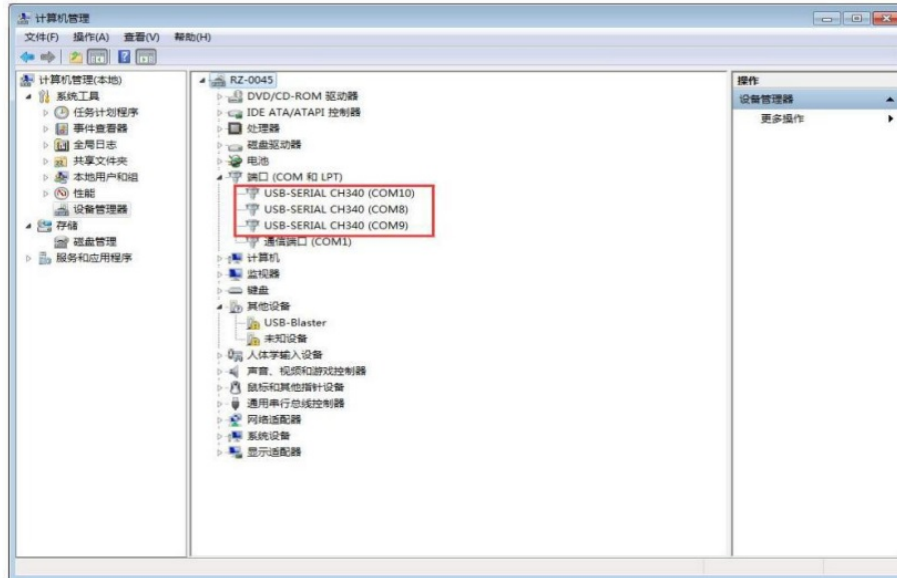 计算机管理
文件(F) 操作(A) 查看(V) 帮助(H)
计算机管理(本地)
系统工具
任务计划程序
事件查看器
全局日志
共享文件夹
本地用户和组
性能
设备管理器
存储
磁盘管理
服务和应用程序
RZ-0045
DVD/CD-ROM 驱动器
IDE ATA/ATAPI 控制器
处理器
磁盘驱动器
电池
端口 (COM 和 LPT)
USB-SERIAL CH340 (COM10)
USB-SERIAL CH340 (COM8)
USB-SERIAL CH340 (COM9)
通信端口 (COM1)
计算机
监视器
键盘
其他设备
USB-Blaster
未知设备
人体学输入设备
声音、视频和游戏控制器
鼠标和其他指针设备
通用串行总线控制器
网络适配器
系统设备
显示适配器
操作
设备管理器
更多操作